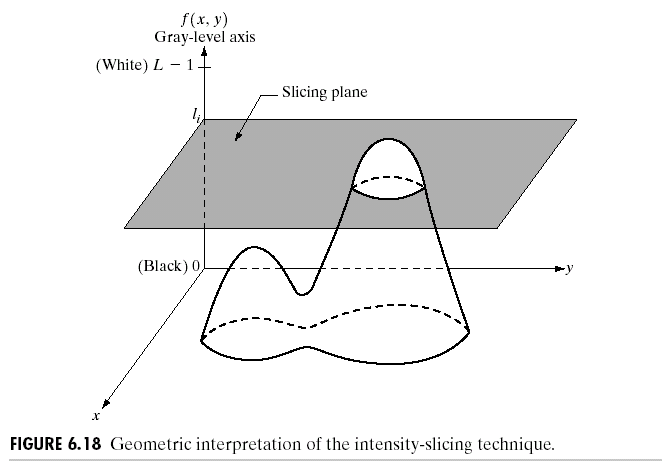 f(x, y)
Gray-level axis
(White) L − 1
Slicing plane
lᵢ
(Black) 0
y
x
FIGURE 6.18 Geometric interpretation of the intensity-slicing technique.